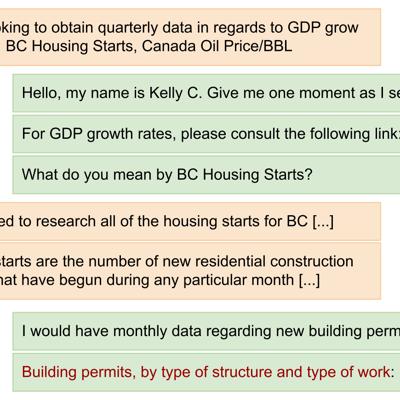 king to obtain quarterly data in regards to GDP grow
BC Housing Starts, Canada Oil Price/BBL
Hello, my name is Kelly C. Give me one moment as I se
For GDP growth rates, please consult the following link:
What do you mean by BC Housing Starts?
ed to research all of the housing starts for BC [...]
starts are the number of new residential construction
hat have begun during any particular month [...]
I would have monthly data regarding new building perm
Building permits, by type of structure and type of work: